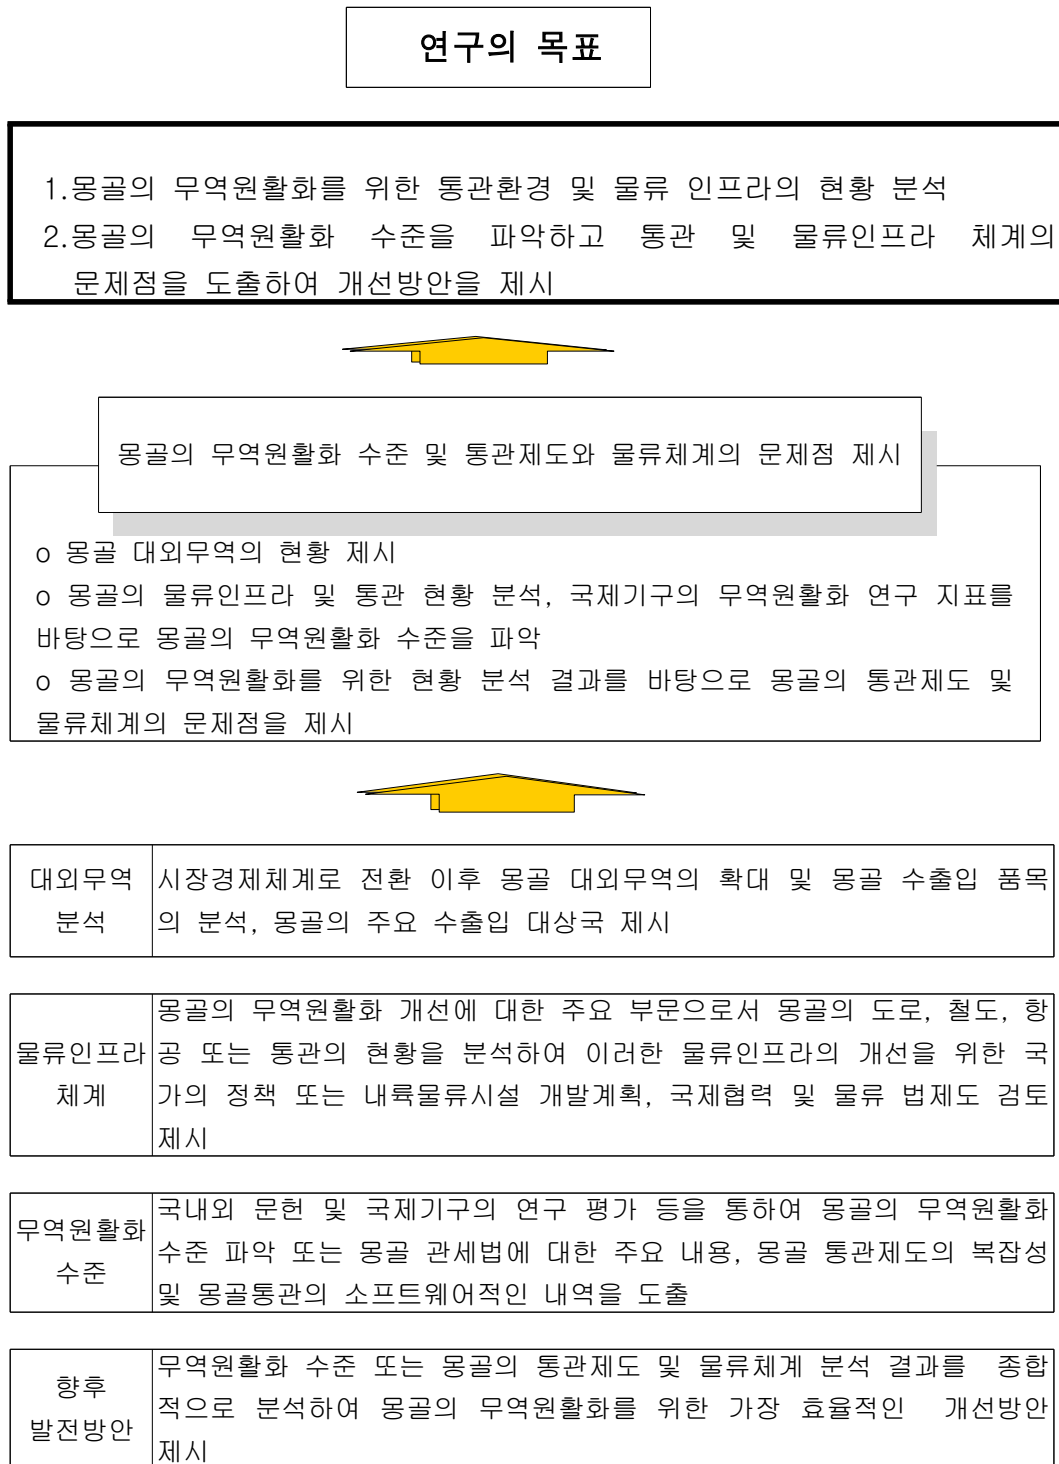 연구의 목표
1.몽골의 무역원활화를 위한 통관환경 및 물류 인프라의 현황 분석
2.몽골의 무역원활화 수준을 파악하고 통관 및 물류인프라 체계의
문제점을 도출하여 개선방안을 제시
몽골의 무역원활화 수준 및 통관제도와 물류체계의 문제점 제시
o 몽골 대외무역의 현황 제시
o 몽골의 물류인프라 및 통관 현황 분석, 국제기구의 무역원활화 연구 지표를
바탕으로 몽골의 무역원활화 수준을 파악
o 몽골의 무역원활화를 위한 현황 분석 결과를 바탕으로 몽골의 통관제도 및
물류체계의 문제점을 제시
대외무역
분석
시장경제체계로 전환 이후 몽골 대외무역의 확대 및 몽골 수출입 품목
의 분석, 몽골의 주요 수출입 대상국 제시
물류인프라
체계
몽골의 무역원활화 개선에 대한 주요 부문으로서 몽골의 도로, 철도, 항
공 또는 통관의 현황을 분석하여 이러한 물류인프라의 개선을 위한 국
가의 정책 또는 내륙물류시설 개발계획, 국제협력 및 물류 법제도 검토
제시
무역원활화
수준
국내외 문헌 및 국제기구의 연구 평가 등을 통하여 몽골의 무역원활화
수준 파악 또는 몽골 관세법에 대한 주요 내용, 몽골 통관제도의 복잡성
및 몽골통관의 소프트웨어적인 내역을 도출
향후
발전방안
무역원활화 수준 또는 몽골의 통관제도 및 물류체계 분석 결과를 종합
적으로 분석하여 몽골의 무역원활화를 위한 가장 효율적인 개선방안
제시